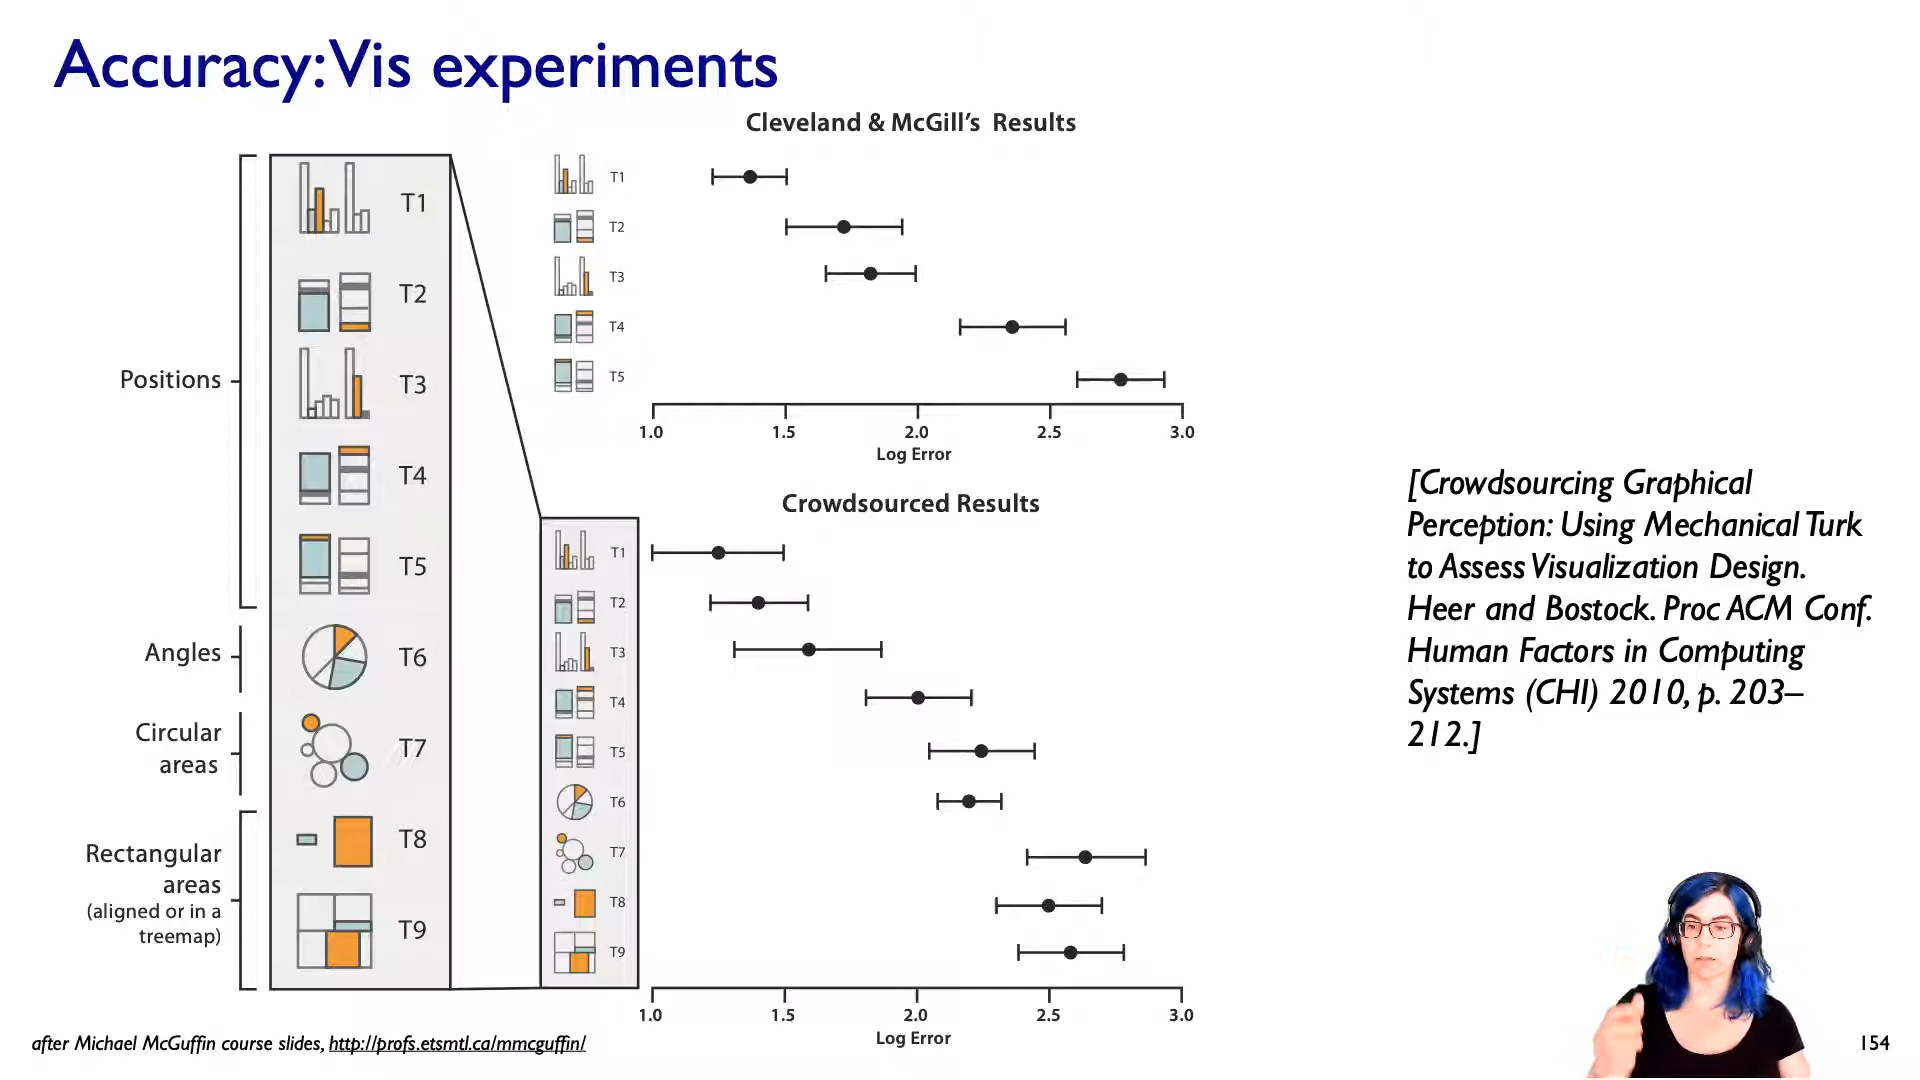 Accuracy: Vis experiments
Cleveland & McGill's Results
T1
T2
T3
T4
T5
1.0 1.5 2.0 2.5 3.0
Log Error
Positions
Angles
Circular
areas
Rectangular
areas
(aligned or in a
treemap)
T1
T2
T3
T4
T5
T6
T7
T8
T9
Crowdsourced Results
T1
T2
T3
T4
T5
T6
T7
T8
T9
1.0 1.5 2.0 2.5 3.0
Log Error
[Crowdsourcing Graphical
Perception: Using Mechanical Turk
to Assess Visualization Design.
Heer and Bostock. Proc ACM Conf.
Human Factors in Computing
Systems (CHI) 2010, p. 203–
212.]
after Michael McGuffin course slides, http://profs.etsmtl.ca/mmcguffin/
154